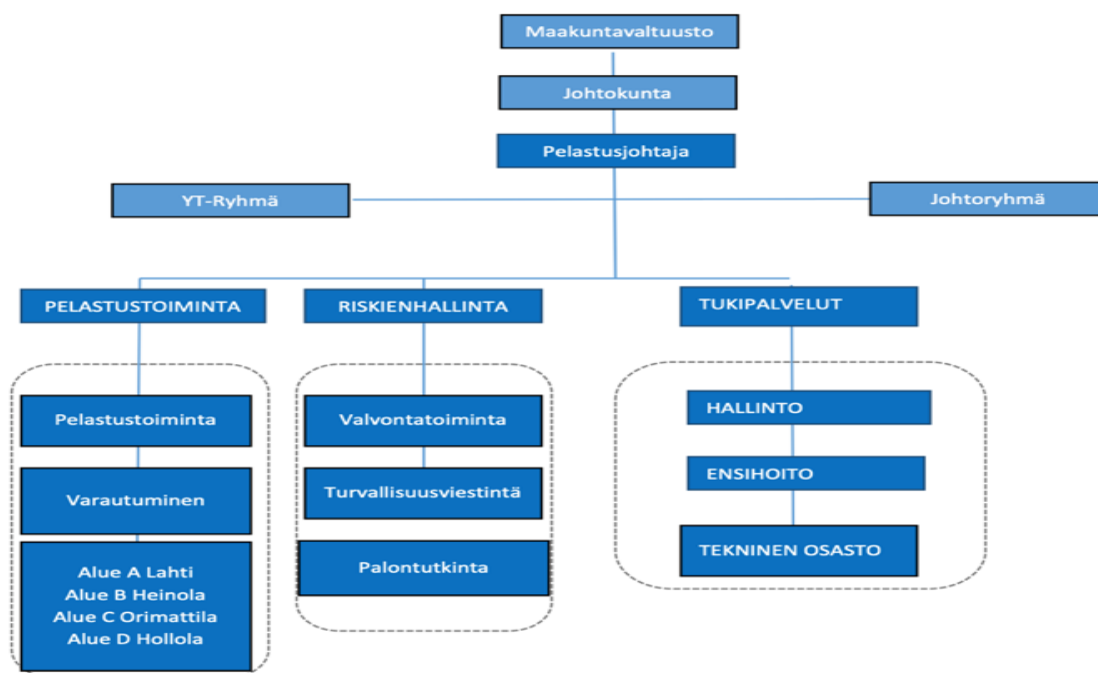 Maakuntavaltuusto
Johtokunta
Pelastusjohtaja
YT-Ryhmä
Johtoryhmä
PELASTUSTOIMINTA
RISKIENHALLINTA
TUKIPALVELUT
Pelastustoiminta
Varautuminen
Alue A Lahti
Alue B Heinola
Alue C Orimattila
Alue D Hollola
Valvontatoiminta
Turvallisuusviestintä
Palontutkinta
HALLINTO
ENSIHOITO
TEKNINEN OSASTO